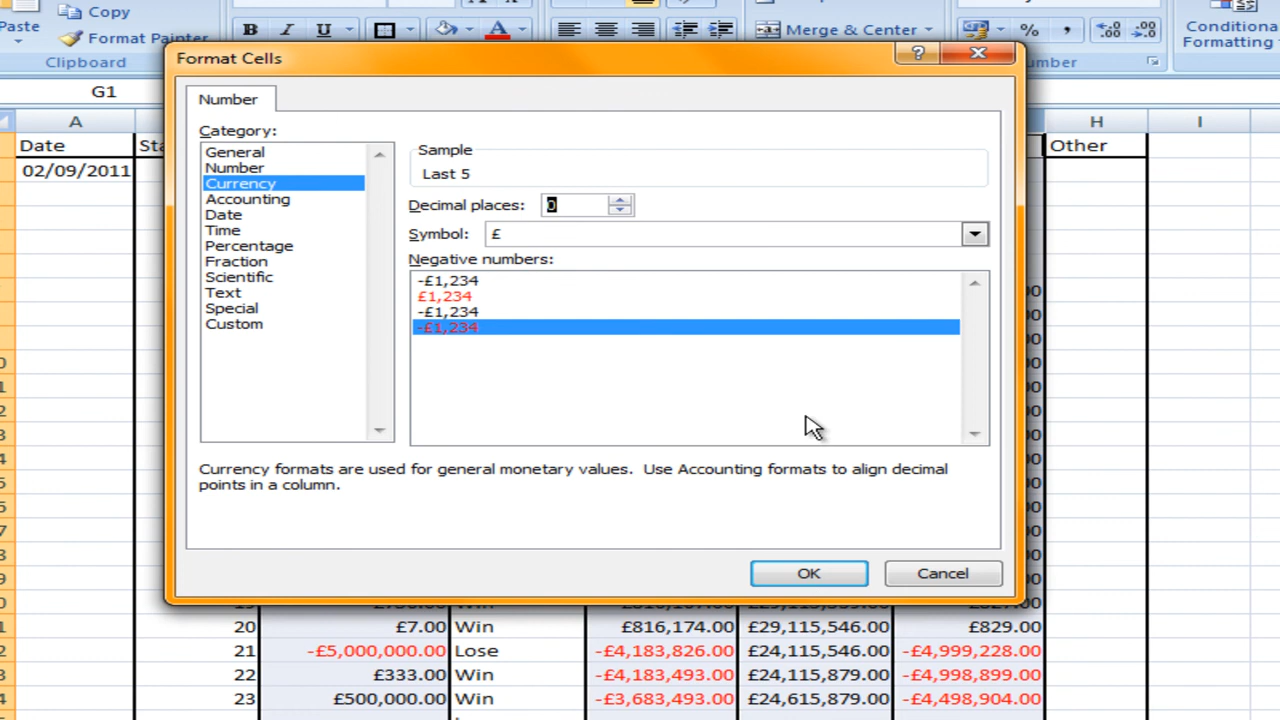 Copy
Paste
Format Painter
B I U A
Merge & Center
% ,
Conditional
Formatting
Clipboard
G1
Format Cells
?
A H I
Date
Other
02/09/2011
Number
Category:
General
Number
Currency
Accounting
Date
Time
Percentage
Fraction
Scientific
Text
Special
Custom
Sample
Last 5
Decimal places: 0
Symbol: £
Negative numbers:
-£1,234
£1,234
-£1,234
-£1,234
Currency formats are used for general monetary values. Use Accounting formats to align decimal
points in a column.
OK Cancel
20 £7.00 Win £816,174.00 £29,115,546.00 £829.00
21 -£5,000,000.00 Lose -£4,183,826.00 £24,115,546.00 -£4,999,228.00
22 £333.00 Win -£4,183,493.00 £24,115,879.00 -£4,998,899.00
23 £500,000.00 Win -£3,683,493.00 £24,615,879.00 -£4,498,904.00